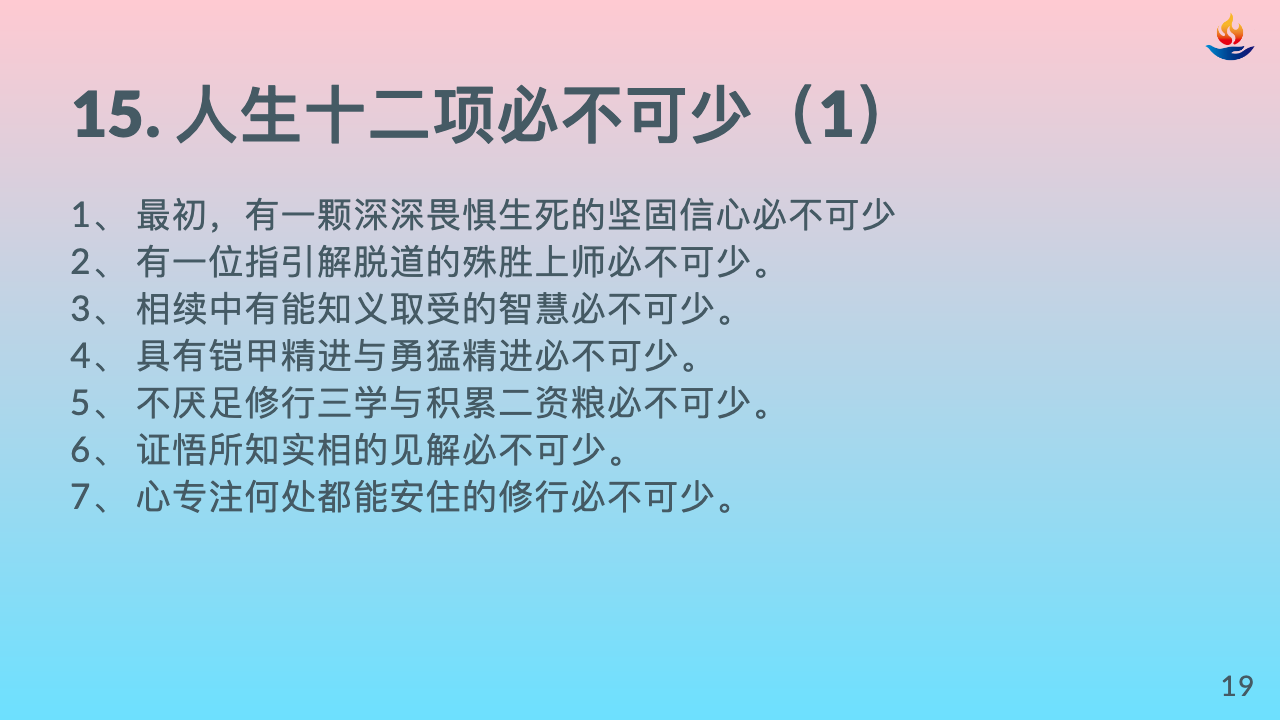 15. 人生十二项必不可少（1）
1、 最初，有一颗深深畏惧生死的坚固信心必不可少
2、 有一位指引解脱道的殊胜上师必不可少。
3、 相续中有能知义取受的智慧必不可少。
4、 具有铠甲精进与勇猛精进必不可少。
5、 不厌足修行三学与积累二资粮必不可少。
6、 证悟所知实相的见解必不可少。
7、 心专注何处都能安住的修行必不可少。
19